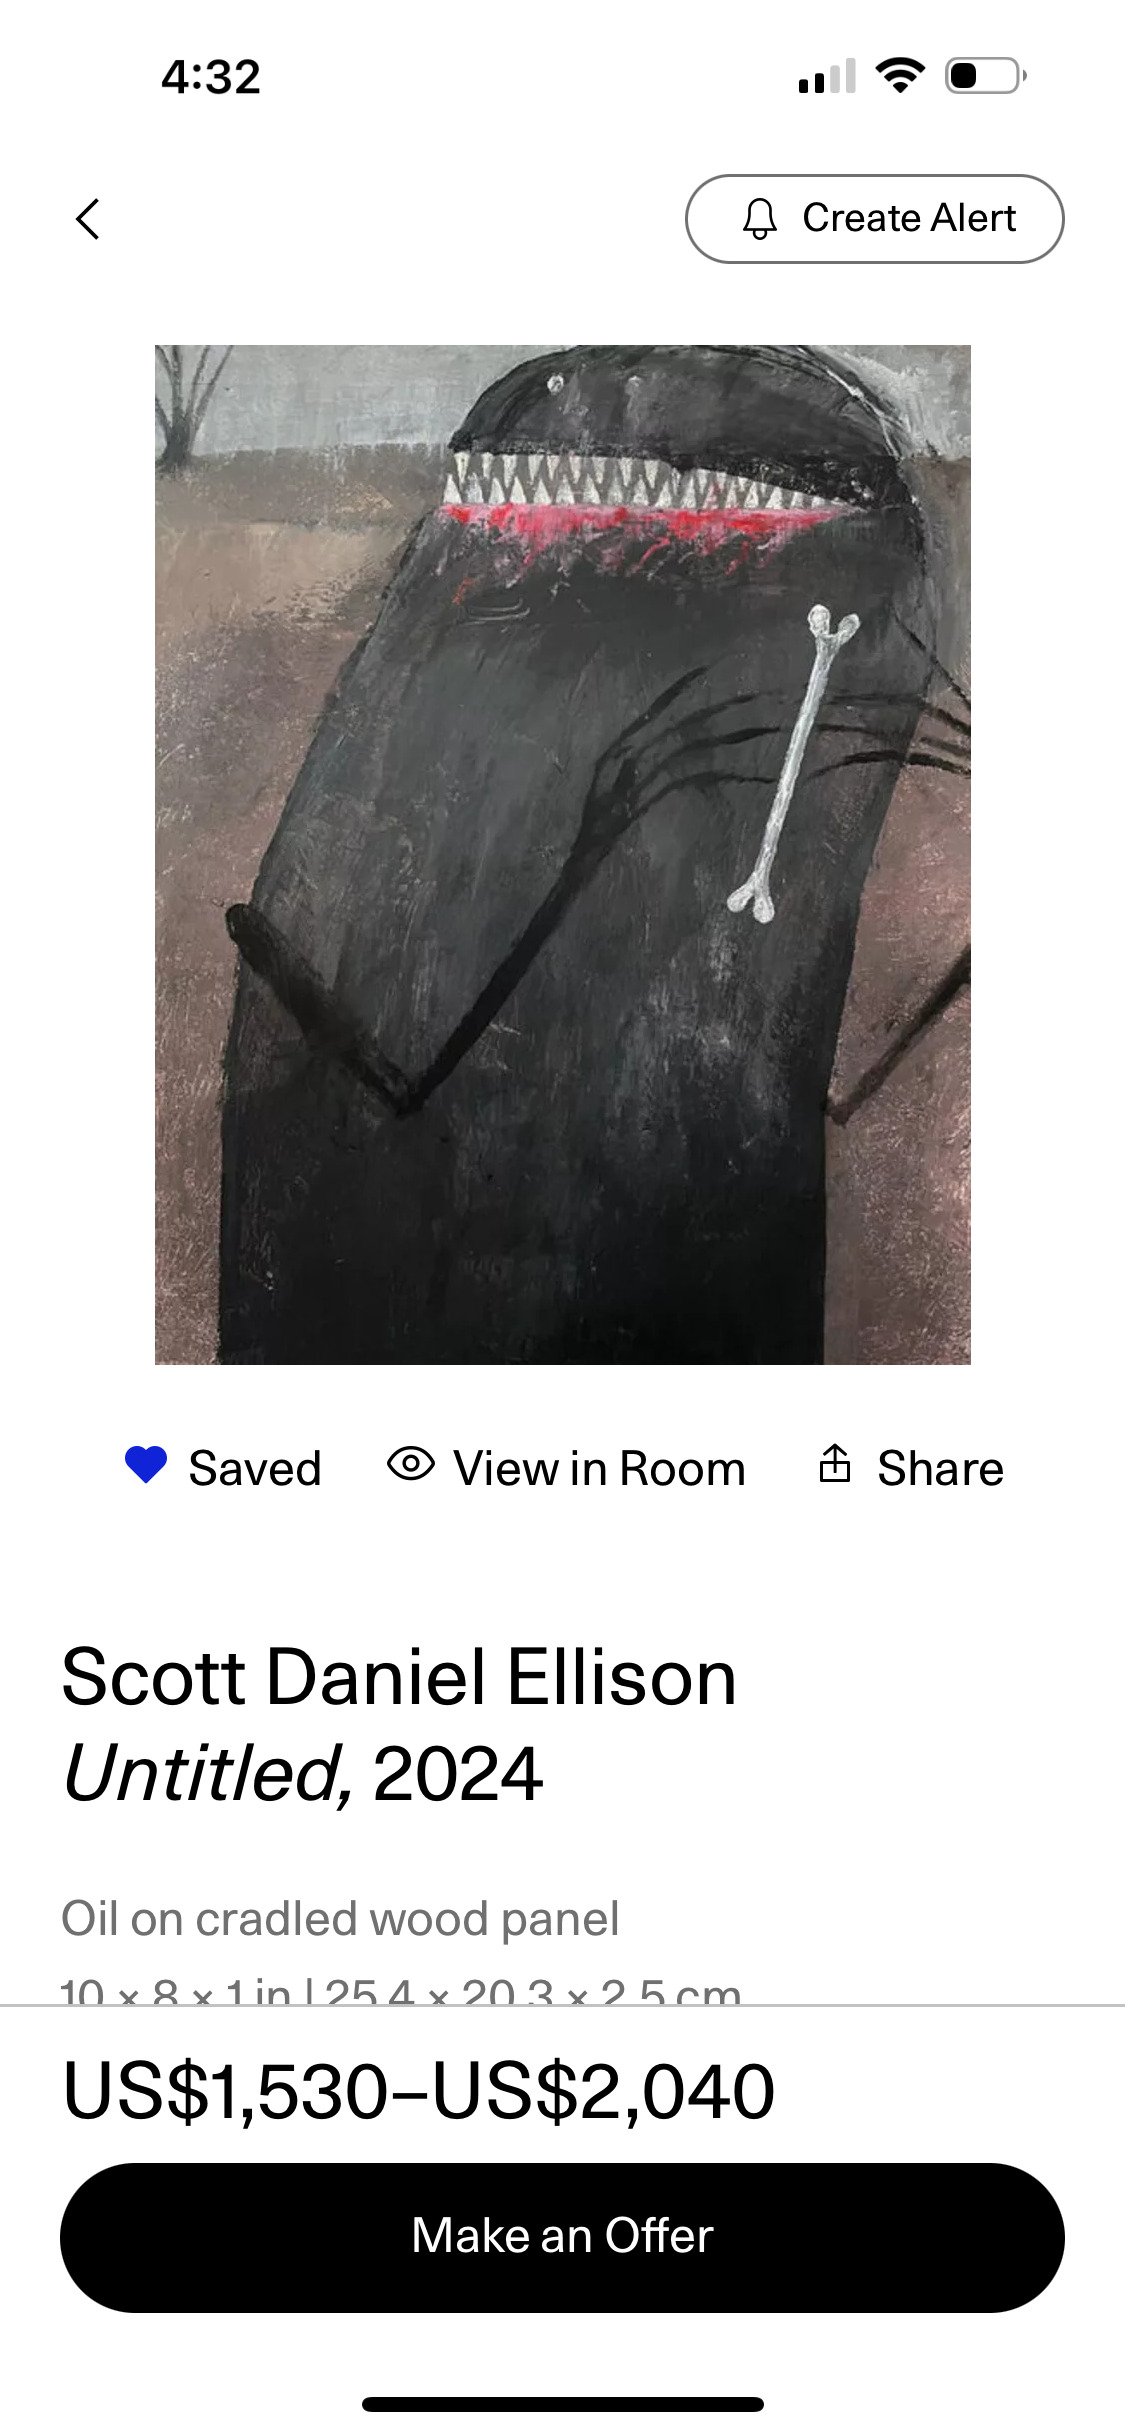 4:32
Create Alert
Saved
View in Room
Share
Scott Daniel Ellison
Untitled, 2024
Oil on cradled wood panel
10 × 8 × 1 in | 25.4 × 20.3 × 2.5 cm
US$1,530–US$2,040
Make an Offer